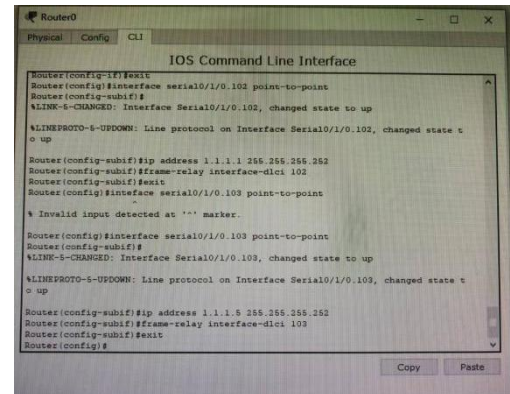 Router0
Physical Config CLI
IOS Command Line Interface
Router(config-if)#exit
Router(config)#interface serial0/1/0.102 point-to-point
Router(config-subif)#
%LINK-5-CHANGED: Interface Serial0/1/0.102, changed state to up
%LINEPROTO-5-UPDOWN: Line protocol on Interface Serial0/1/0.102, changed state t
o up
Router(config-subif)#ip address 1.1.1.1 255.255.255.252
Router(config-subif)#frame-relay interface-dlci 102
Router(config-subif)#exit
Router(config)#inteface serial0/1/0.103 point-to-point
^
% Invalid input detected at '^' marker.
Router(config)#interface serial0/1/0.103 point-to-point
Router(config-subif)#
%LINK-5-CHANGED: Interface Serial0/1/0.103, changed state to up
%LINEPROTO-5-UPDOWN: Line protocol on Interface Serial0/1/0.103, changed state t
o up
Router(config-subif)#ip address 1.1.1.5 255.255.255.252
Router(config-subif)#frame-relay interface-dlci 103
Router(config-subif)#exit
Router(config)#
Copy Paste